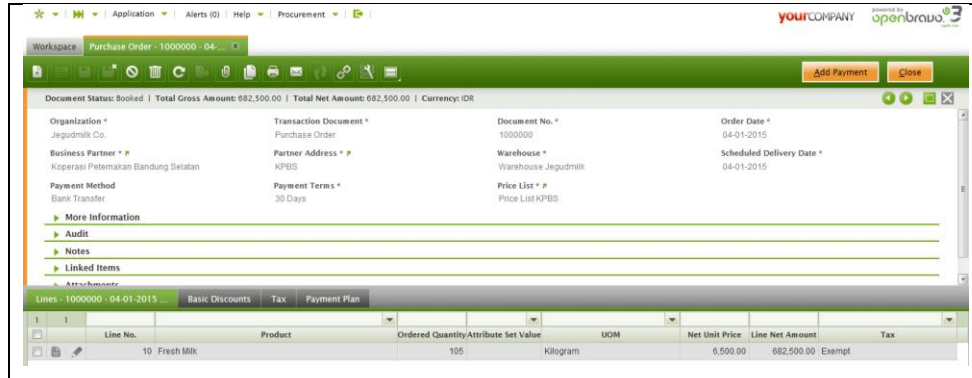 Application Alerts (0) | Help Procurement
yourCOMPANY
powered by openbravo 3
Workspace Purchase Order - 1000000 - 04-...
Add Payment Close
Document Status: Booked | Total Gross Amount: 682,500.00 | Total Net Amount: 682,500.00 | Currency: IDR
Organization * Transaction Document * Document No. * Order Date *
Jegudmilk Co. Purchase Order 1000000 04-01-2015
Business Partner * Partner Address * Warehouse * Scheduled Delivery Date *
Koperasi Peternakan Bandung Selatan KPBS Warehouse Jegudmilk 04-01-2015
Payment Method Payment Terms * Price List *
Bank Transfer 30 Days Price List KPBS
More Information
Audit
Notes
Linked Items
Attachments
Lines - 1000000 - 04-01-2015 ... Basic Discounts Tax Payment Plan
1 1
Line No. Product Ordered Quantity Attribute Set Value UOM Net Unit Price Line Net Amount Tax
10 Fresh Milk 105 Kilogram 6,500.00 682,500.00 Exempt